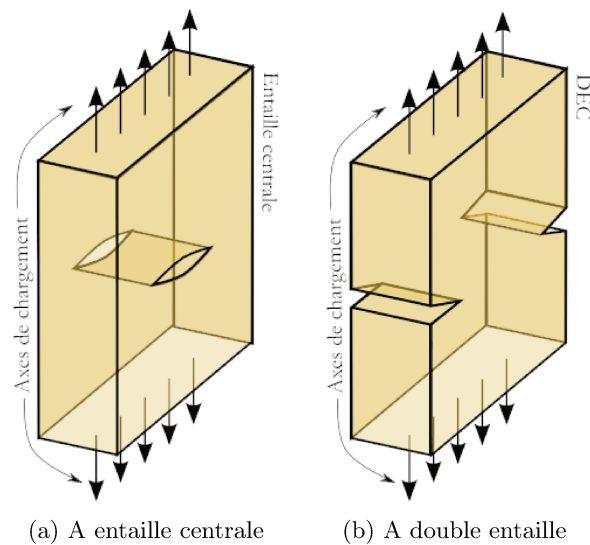 Axes de chargement
Entaille centrale
Axes de chargement
DEC
(a) A entaille centrale
(b) A double entaille